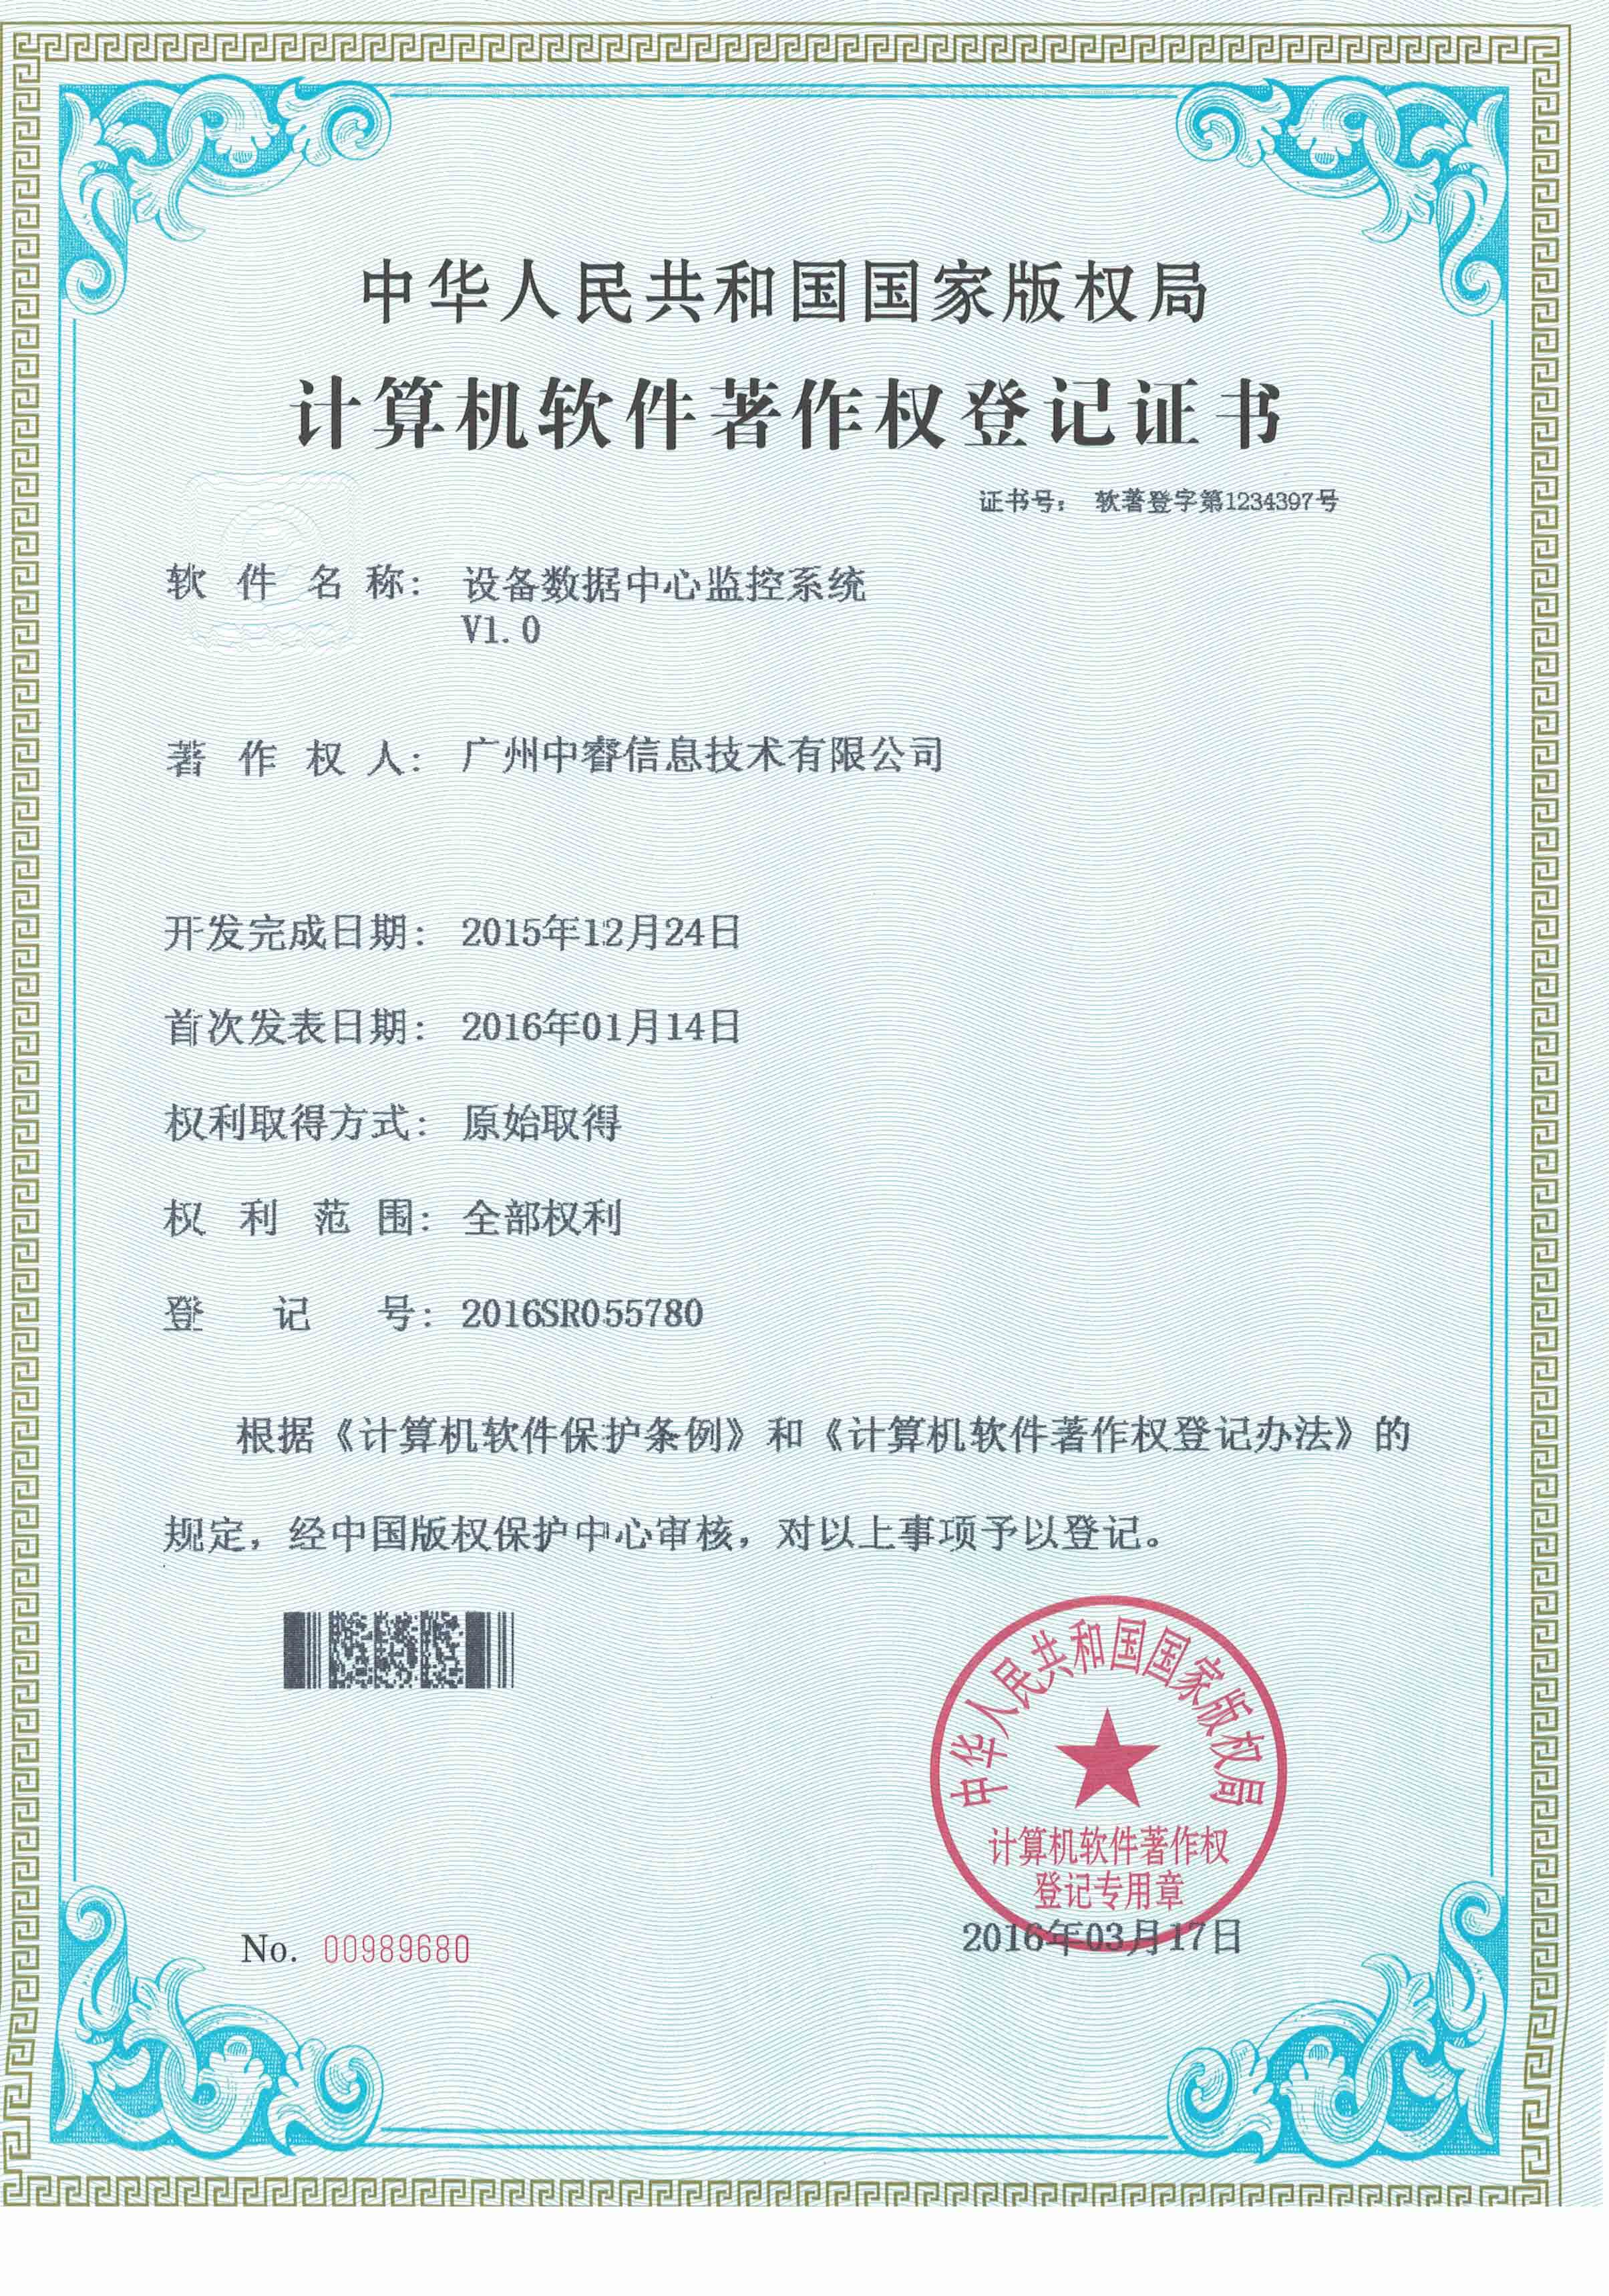 中华人民共和国国家版权局
计算机软件著作权登记证书
证书号： 软著登字第1234397号
软件名称： 设备数据中心监控系统
V1.0
著作权人： 广州中睿信息技术有限公司
开发完成日期： 2015年12月24日
首次发表日期： 2016年01月14日
权利取得方式： 原始取得
权利范围： 全部权利
登记号： 2016SR055780
根据《计算机软件保护条例》和《计算机软件著作权登记办法》的
规定，经中国版权保护中心审核，对以上事项予以登记。
中华人民共和国国家版权局
计算机软件著作权
登记专用章
2016年03月17日
No. 00989680